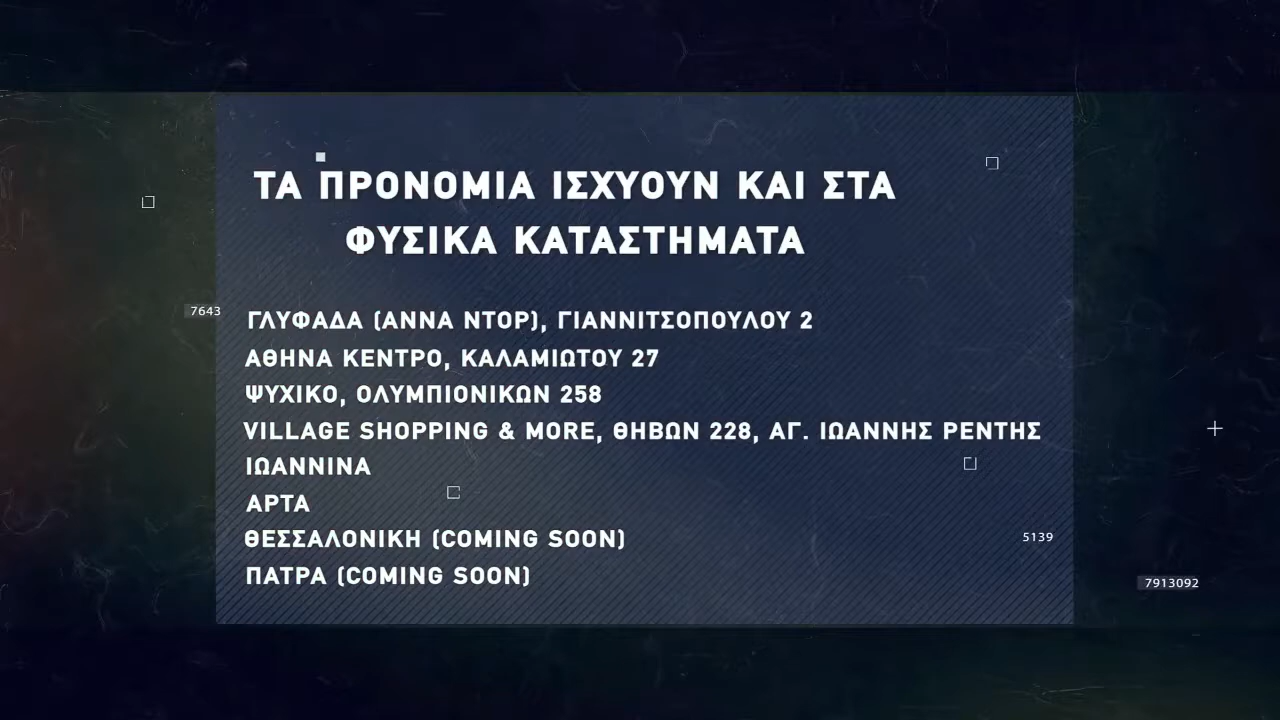 ΤΑ ΠΡΟΝΟΜΙΑ ΙΣΧΥΟΥΝ ΚΑΙ ΣΤΑ
ΦΥΣΙΚΑ ΚΑΤΑΣΤΗΜΑΤΑ
7643
ΓΛΥΦΑΔΑ (ΑΝΝΑ ΝΤΟΡ), ΓΙΑΝΝΙΤΣΟΠΟΥΛΟΥ 2
ΑΘΗΝΑ ΚΕΝΤΡΟ, ΚΑΛΑΜΙΩΤΟΥ 27
ΨΥΧΙΚΟ, ΟΛΥΜΠΙΟΝΙΚΩΝ 258
VILLAGE SHOPPING & MORE, ΘΗΒΩΝ 228, ΑΓ. ΙΩΑΝΝΗΣ ΡΕΝΤΗΣ
ΙΩΑΝΝΙΝΑ
ΑΡΤΑ
ΘΕΣΣΑΛΟΝΙΚΗ (COMING SOON)
5139
ΠΑΤΡΑ (COMING SOON)
7913092